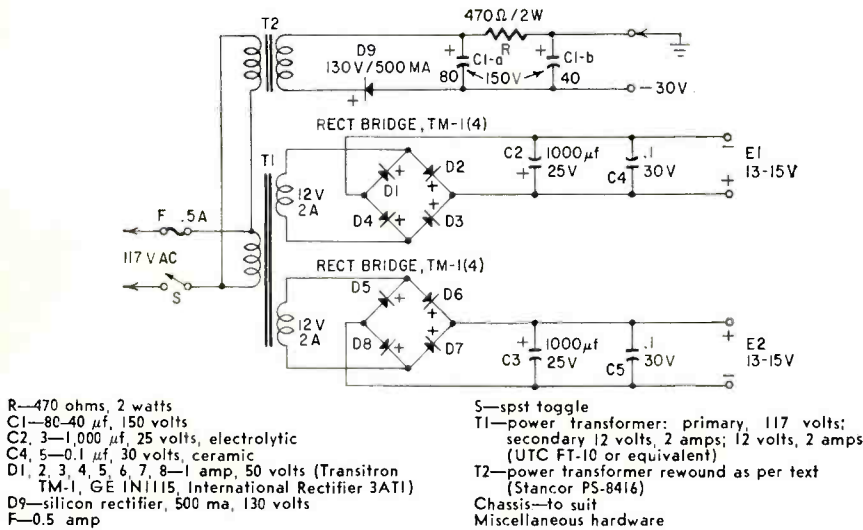 470Ω/2W
T2
R
D9
130V/500MA
+
+
C1-a
C1-b
80
150V
40
+
−30V
RECT BRIDGE, TM-1(4)
T1
D2
D1
+
+
C2
1000μf
25V
+
.1
30V
C4
−
E1
+
13-15V
12V
2A
D4
+
+
D3
F .5A
117 VAC
S
RECT BRIDGE, TM-1(4)
D5
+
D6
+
12V
2A
D8
+
+
D7
+
1000μf
C3
25V
.1
30V
C5
+
E2
13-15V
−
R—470 ohms, 2 watts
C1—80-40 μf, 150 volts
C2, 3—1,000 μf, 25 volts, electrolytic
C4, 5—0.1 μf, 30 volts, ceramic
D1, 2, 3, 4, 5, 6, 7, 8—1 amp, 50 volts (Transitron
TM-1, GE IN1115, International Rectifier 3AT1)
D9—silicon rectifier, 500 ma, 130 volts
F—0.5 amp
S—spst toggle
T1—power transformer: primary, 117 volts;
secondary 12 volts, 2 amps; 12 volts, 2 amps
(UTC FT-10 or equivalent)
T2—power transformer rewound as per text
(Stancor PS-8416)
Chassis—to suit
Miscellaneous hardware